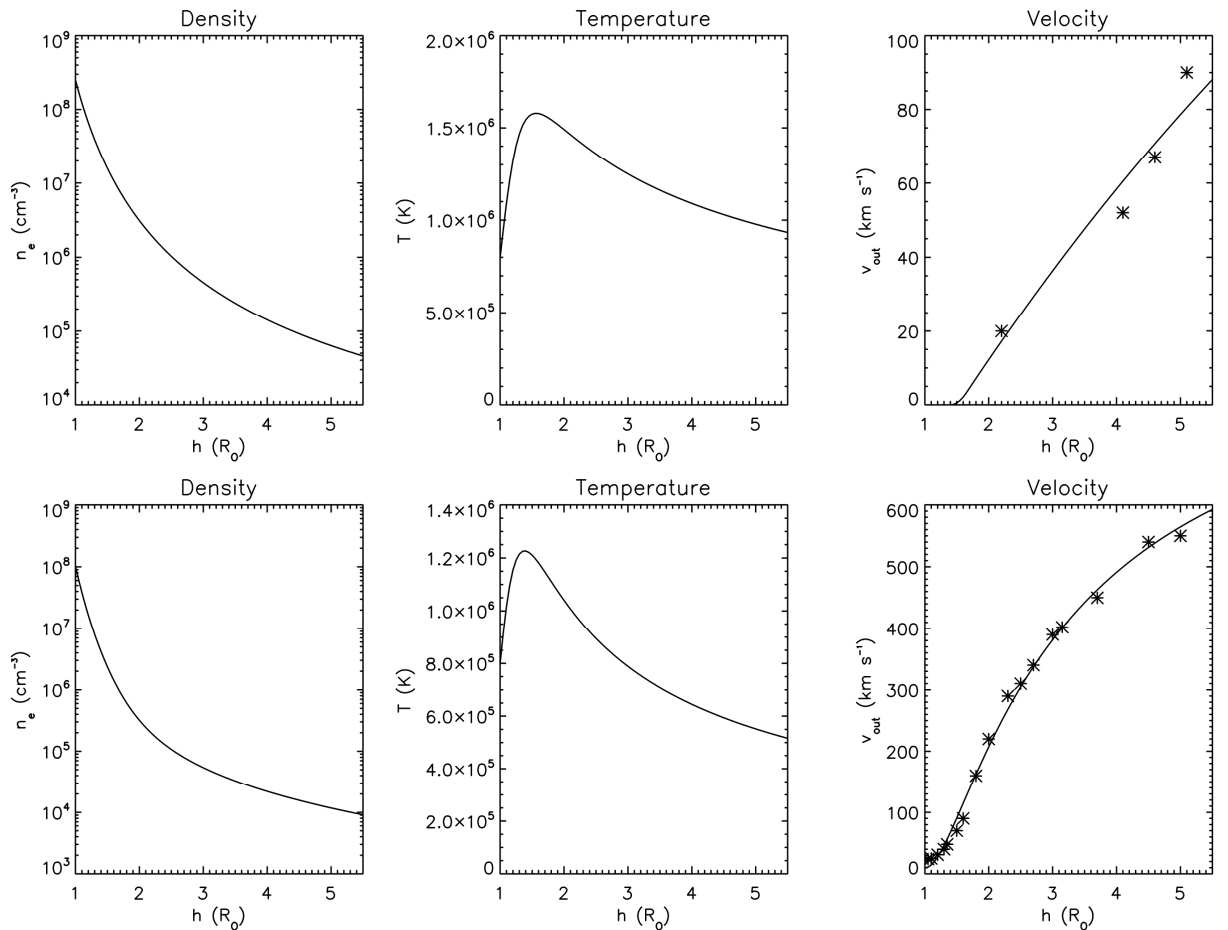 Density
10⁹
10⁸
10⁷
10⁶
10⁵
10⁴
nₑ (cm⁻³)
1 2 3 4 5
h (R₀)
Temperature
2.0×10⁶
1.5×10⁶
1.0×10⁶
5.0×10⁵
0
T (K)
1 2 3 4 5
h (R₀)
Velocity
100
80
60
40
20
0
v_out (km s⁻¹)
1 2 3 4 5
h (R₀)
Density
10⁹
10⁸
10⁷
10⁶
10⁵
10⁴
10³
nₑ (cm⁻³)
1 2 3 4 5
h (R₀)
Temperature
1.4×10⁶
1.2×10⁶
1.0×10⁶
8.0×10⁵
6.0×10⁵
4.0×10⁵
2.0×10⁵
0
T (K)
1 2 3 4 5
h (R₀)
Velocity
600
500
400
300
200
100
0
v_out (km s⁻¹)
1 2 3 4 5
h (R₀)